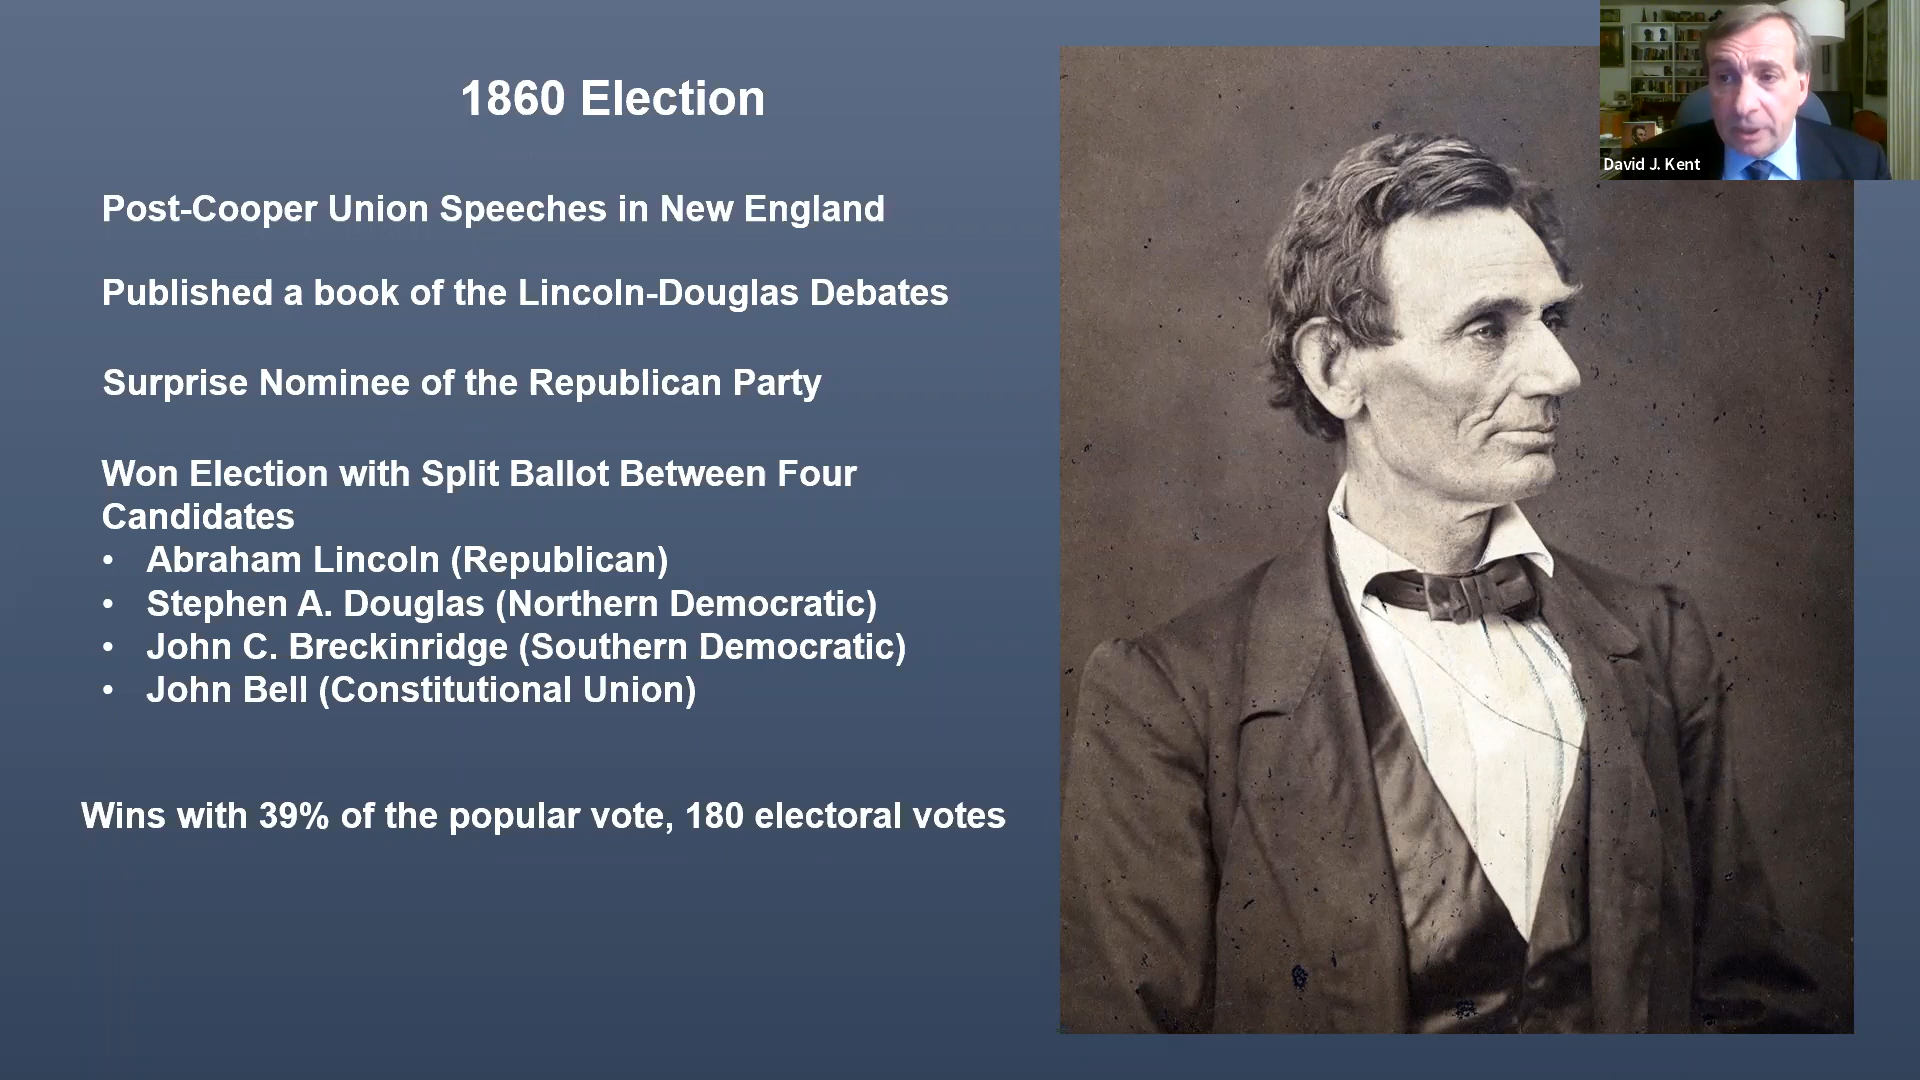 1860 Election
David J. Kent
Post-Cooper Union Speeches in New England
Published a book of the Lincoln-Douglas Debates
Surprise Nominee of the Republican Party
Won Election with Split Ballot Between Four
Candidates
• Abraham Lincoln (Republican)
• Stephen A. Douglas (Northern Democratic)
• John C. Breckinridge (Southern Democratic)
• John Bell (Constitutional Union)
Wins with 39% of the popular vote, 180 electoral votes